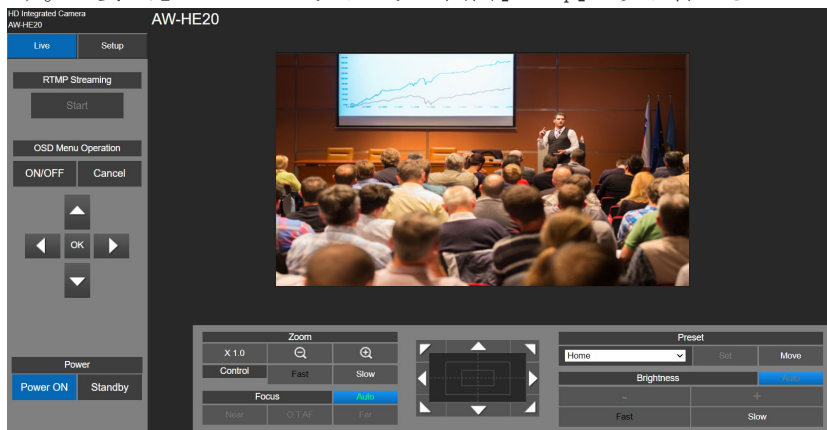 HD Integrated Camera
AW-HE20
AW-HE20
Live Setup
RTMP Streaming
Start
OSD Menu Operation
ON/OFF Cancel
OK
Power
Power ON Standby
Zoom
X 1.0
Control Fast Slow
Focus Auto
Near O.T.AF Far
Preset
Home Set Move
Brightness Auto
- +
Fast Slow